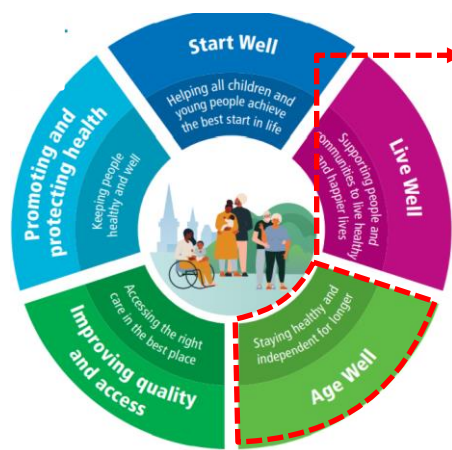 Start Well
Helping all children and
young people achieve
the best start in life
Live Well
Supporting people and
communities to live healthy
and happier lives
Age Well
Staying healthy and
independent for longer
Improving quality
and access
Accessing the right
care in the best place
Promoting and
protecting health
Keeping people
healthy and well